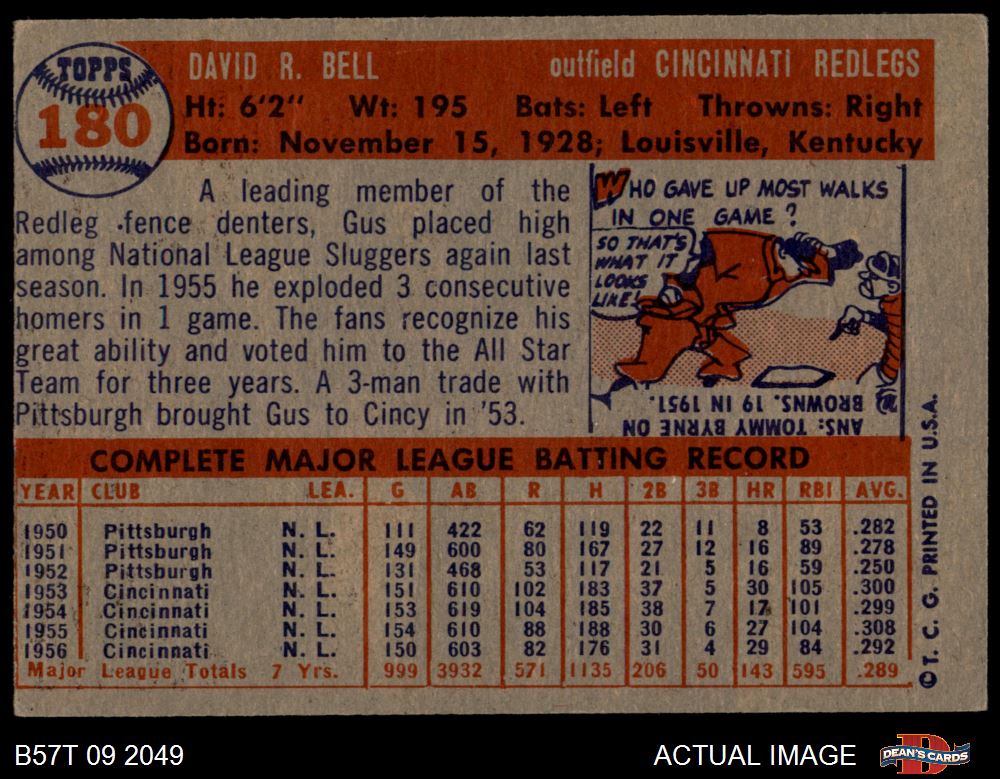 TOPPS
180
DAVID R. BELL outfield CINCINNATI REDLEGS
Ht: 6'2" Wt: 195 Bats: Left Throwns: Right
Born: November 15, 1928; Louisville, Kentucky
A leading member of the
Redleg fence denters, Gus placed high
among National League Sluggers again last
season. In 1955 he exploded 3 consecutive
homers in 1 game. The fans recognize his
great ability and voted him to the All Star
Team for three years. A 3-man trade with
Pittsburgh brought Gus to Cincy in '53.
WHO GAVE UP MOST WALKS
IN ONE GAME?
SO THAT'S
WHAT IT
LOOKS
LIKE!
ANS: TOMMY BYRNE ON
BROWNS. 16 IN 1951.
COMPLETE MAJOR LEAGUE BATTING RECORD
YEAR CLUB LEA. G AB R H 2B 3B HR RBI AVG.
1950 Pittsburgh N. L. 111 422 62 119 22 11 8 53 .282
1951 Pittsburgh N. L. 149 600 80 167 27 12 16 89 .278
1952 Pittsburgh N. L. 131 468 53 117 21 5 16 59 .250
1953 Cincinnati N. L. 151 610 102 183 37 5 30 105 .300
1954 Cincinnati N. L. 153 619 104 185 38 7 17 101 .299
1955 Cincinnati N. L. 154 610 88 188 30 6 27 104 .308
1956 Cincinnati N. L. 150 603 82 176 31 4 29 84 .292
Major League Totals 7 Yrs. 999 3932 571 1135 206 50 143 595 .289
© T. C. G. PRINTED IN U.S.A.
B57T 09 2049 ACTUAL IMAGE DEAN'S CARDS